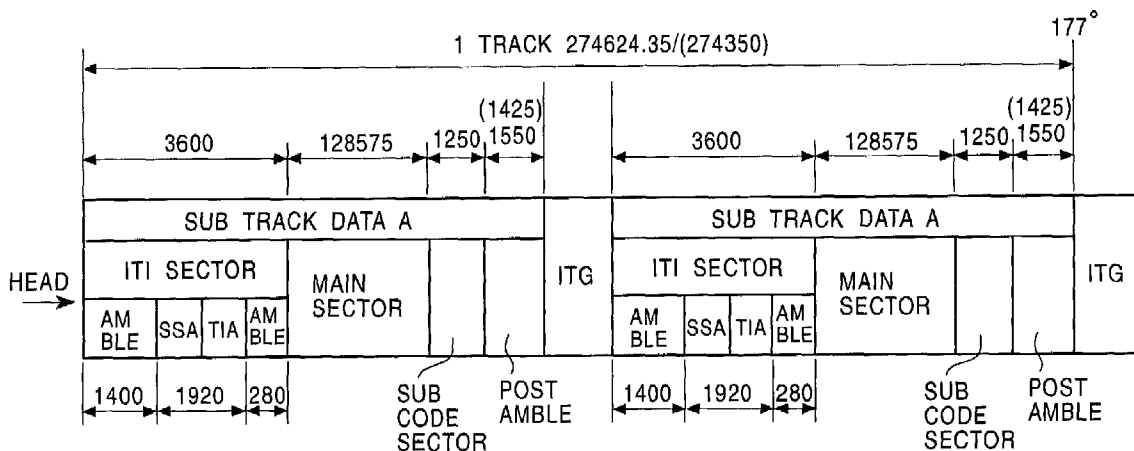 1 TRACK 274624.35/(274350)
177°
3600
128575
1250
(1425)
1550
3600
128575
1250
(1425)
1550
SUB TRACK DATA A
SUB TRACK DATA A
HEAD
ITI SECTOR
MAIN
SECTOR
ITG
ITI SECTOR
MAIN
SECTOR
ITG
AM
BLE
SSA
TIA
AM
BLE
AM
BLE
SSA
TIA
AM
BLE
1400
1920
280
SUB
CODE
SECTOR
POST
AMBLE
1400
1920
280
SUB
CODE
SECTOR
POST
AMBLE